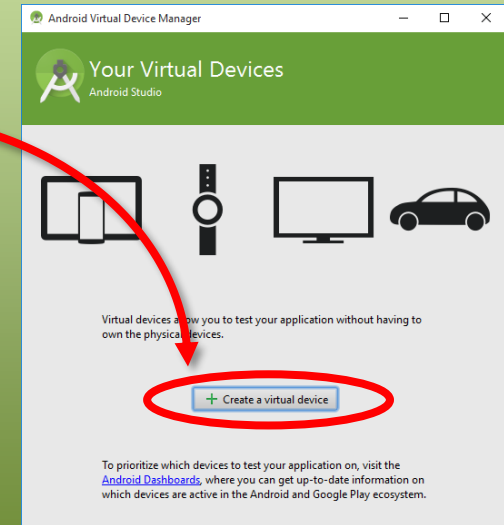 Android Virtual Device Manager
Your Virtual Devices
Android Studio
Virtual devices allow you to test your application without having to
own the physical devices.
Create a virtual device
To prioritize which devices to test your application on, visit the
Android Dashboards, where you can get up-to-date information on
which devices are active in the Android and Google Play ecosystem.